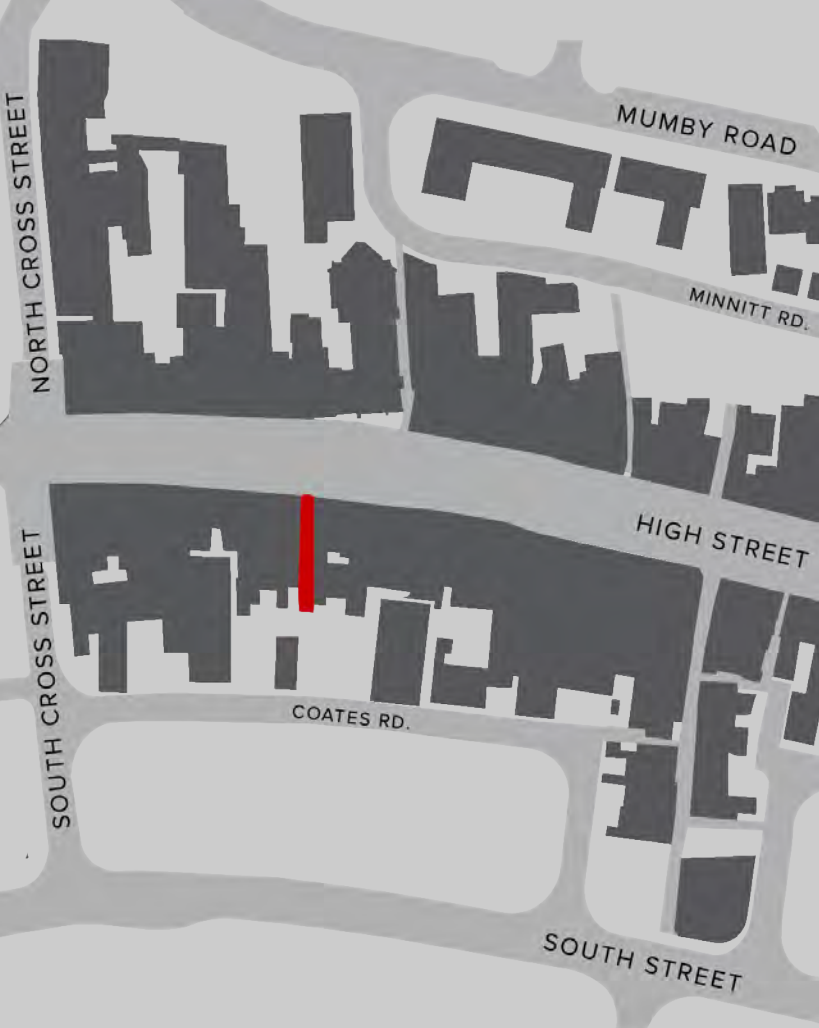 MUMBY ROAD
NORTH CROSS STREET
MINNITT RD.
HIGH STREET
SOUTH CROSS STREET
COATES RD.
SOUTH STREET